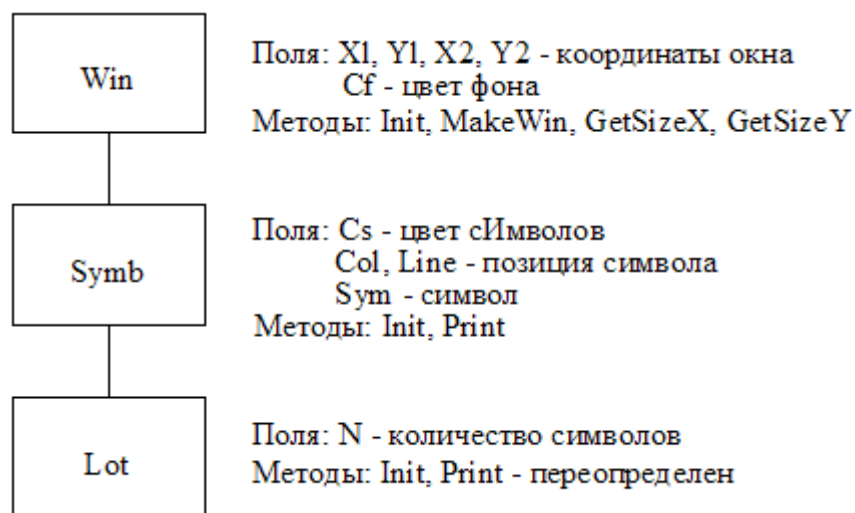 Win
Поля: X1, Y1, X2, Y2 - координаты окна
Cf - цвет фона
Методы: Init, MakeWin, GetSizeX, GetSizeY
Symb
Поля: Cs - цвет сИмволов
Col, Line - позиция символа
Sym - символ
Методы: Init, Print
Lot
Поля: N - количество символов
Методы: Init, Print - переопределен